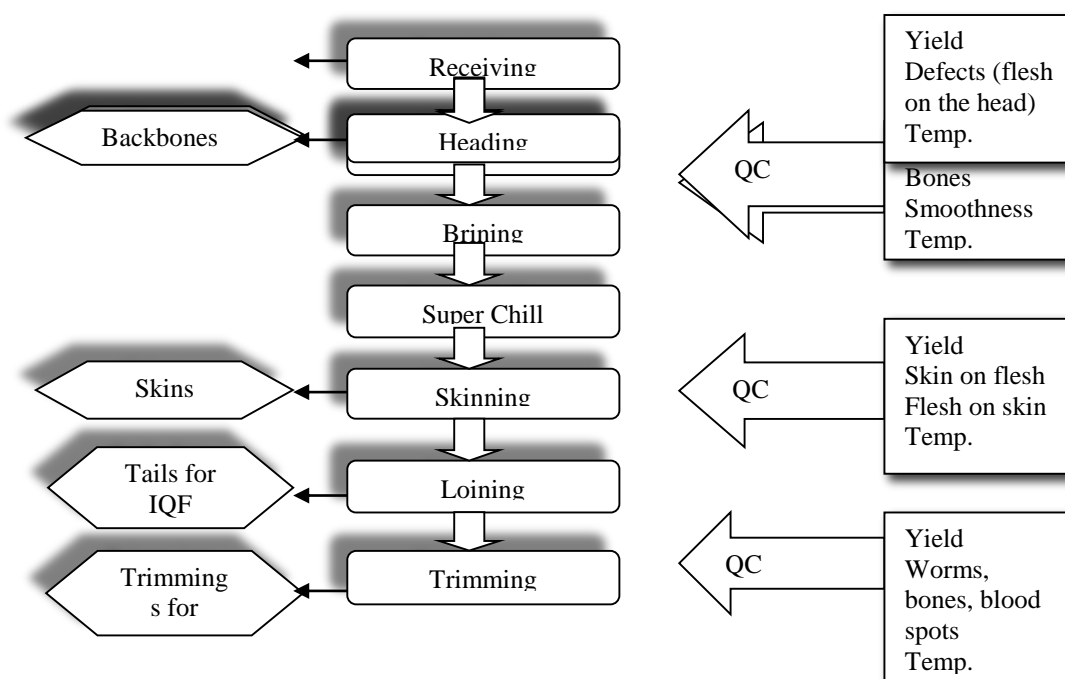 Receiving
Yield
Defects (flesh
on the head)
Temp.
Backbones
Heading
QC
Bones
Smoothness
Temp.
Brining
Super Chill
Skins
Skinning
QC
Yield
Skin on flesh
Flesh on skin
Temp.
Tails for
IQF
Loining
Trimming
s for
Trimming
QC
Yield
Worms,
bones, blood
spots
Temp.